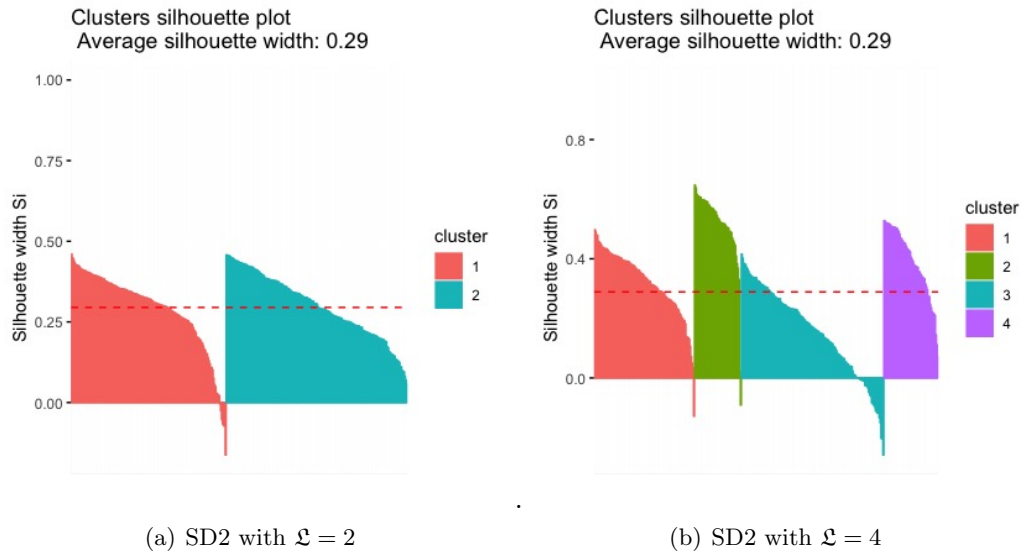 Clusters silhouette plot
Average silhouette width: 0.29
1.00
0.75
0.50
0.25
0.00
Silhouette width Si
cluster
1
2
(a) SD2 with 𝔏 = 2
Clusters silhouette plot
Average silhouette width: 0.29
0.8
0.4
0.0
Silhouette width Si
cluster
1
2
3
4
.
(b) SD2 with 𝔏 = 4